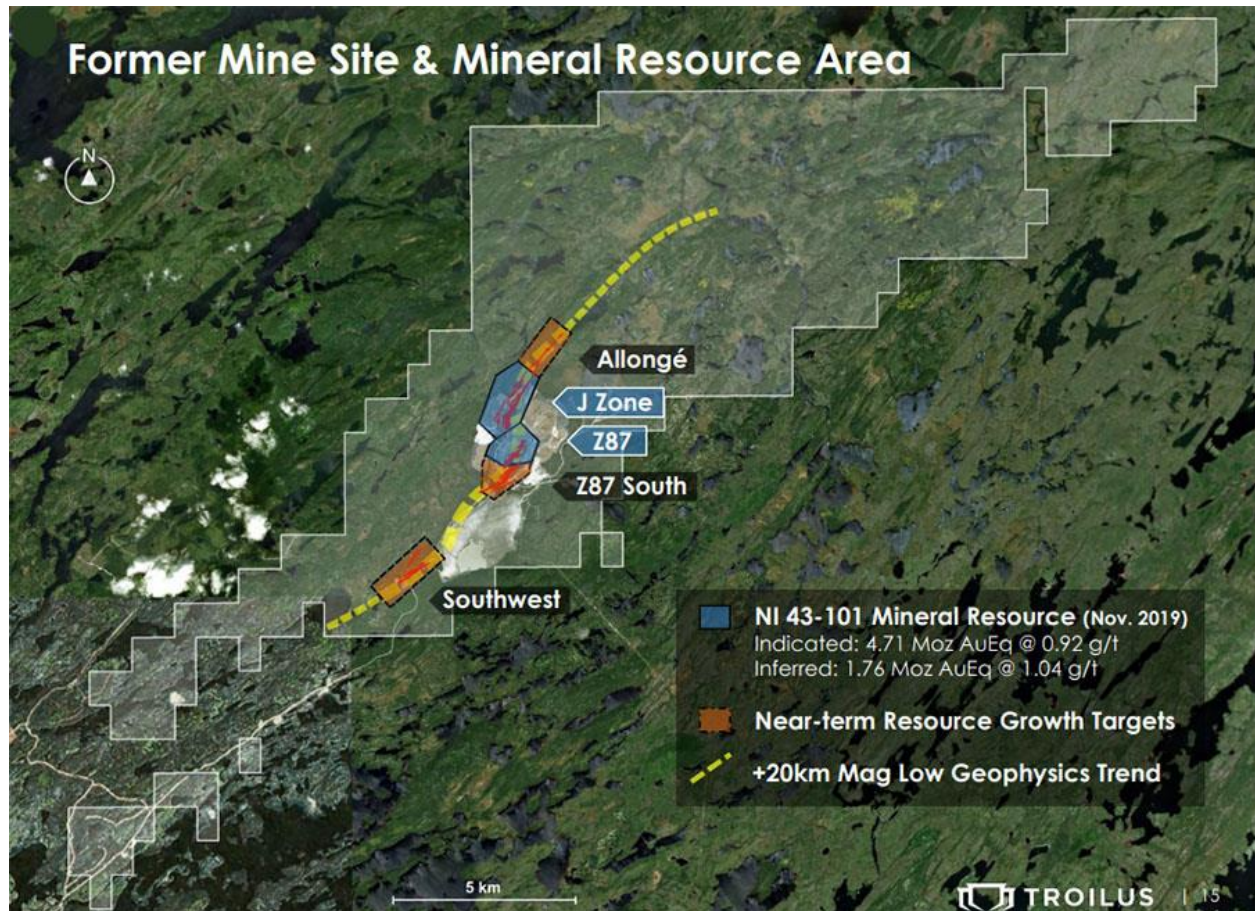 Former Mine Site & Mineral Resource Area
N
Allongé
J Zone
Z87
Z87 South
Southwest
NI 43-101 Mineral Resource (Nov. 2019)
Indicated: 4.71 Moz AuEq @ 0.92 g/t
Inferred: 1.76 Moz AuEq @ 1.04 g/t
Near-term Resource Growth Targets
+20km Mag Low Geophysics Trend
5 km
TROILUS | 15